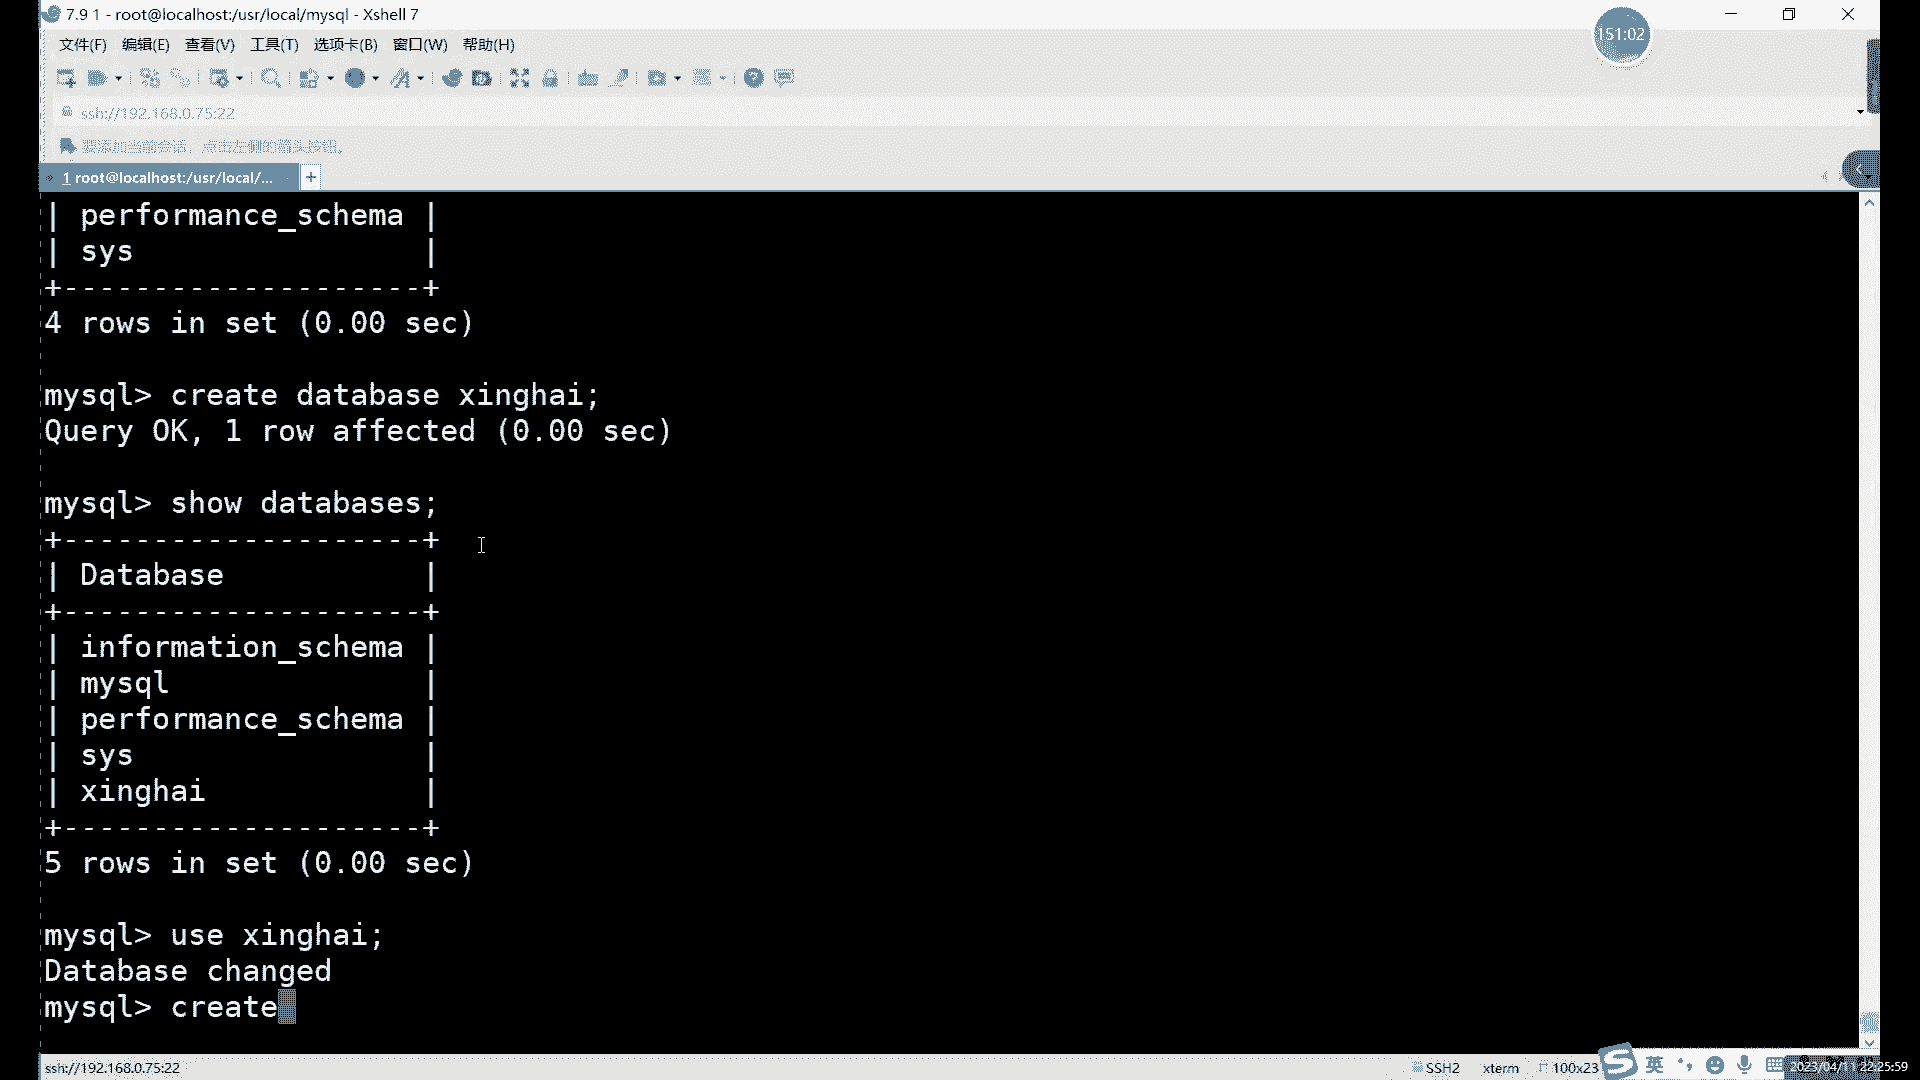 7.9 1 - root@localhost:/usr/local/mysql - Xshell 7
151:02
文件(F) 编辑(E) 查看(V) 工具(T) 选项卡(B) 窗口(W) 帮助(H)
ssh://192.168.0.75:22
要添加当前会话，点击左侧的箭头按钮。
1 root@localhost:/usr/local/... +
| performance_schema |
| sys                |
+--------------------+
4 rows in set (0.00 sec)
mysql> create database xinghai;
Query OK, 1 row affected (0.00 sec)
mysql> show databases;
+--------------------+
| Database           |
+--------------------+
| information_schema |
| mysql              |
| performance_schema |
| sys                |
| xinghai            |
+--------------------+
5 rows in set (0.00 sec)
mysql> use xinghai;
Database changed
mysql> create
ssh://192.168.0.75:22 SSH2 xterm 100x23 英 2023/04/11 22:25:59